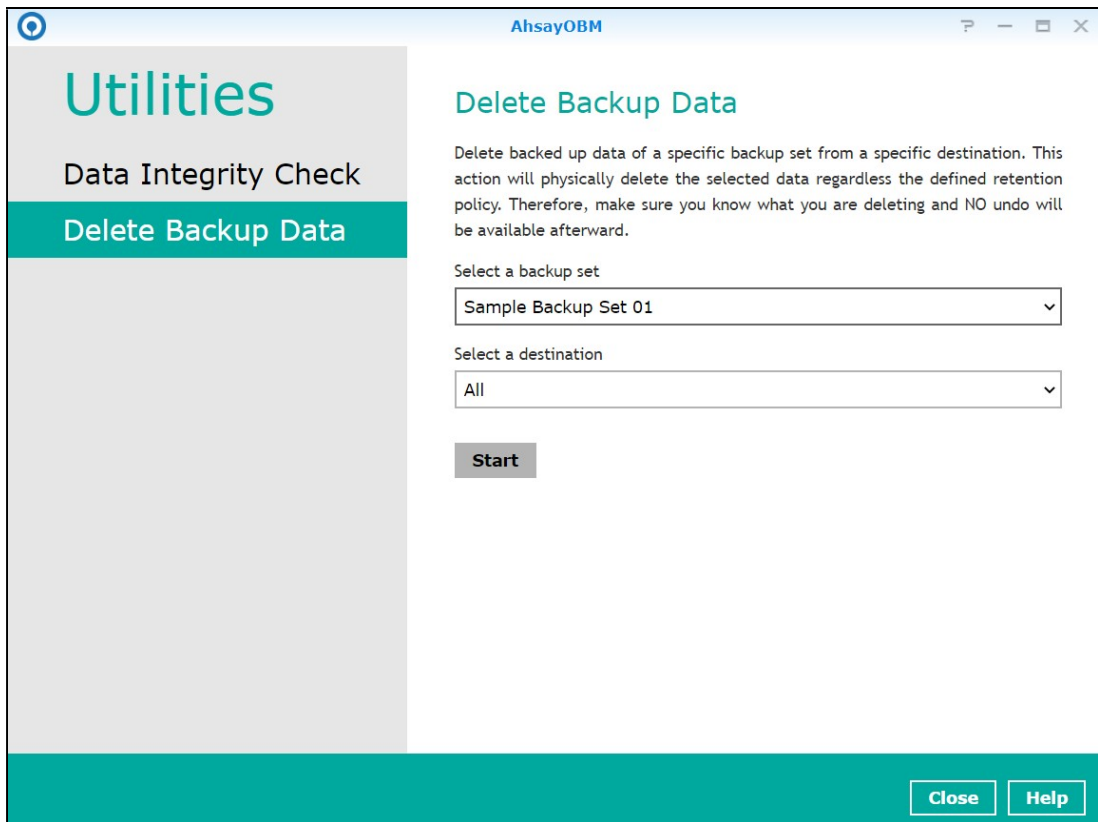 AhsayOBM
Utilities
Data Integrity Check
Delete Backup Data
Delete Backup Data
Delete backed up data of a specific backup set from a specific destination. This
action will physically delete the selected data regardless the defined retention
policy. Therefore, make sure you know what you are deleting and NO undo will
be available afterward.
Select a backup set
Sample Backup Set 01
Select a destination
All
Start
Close Help